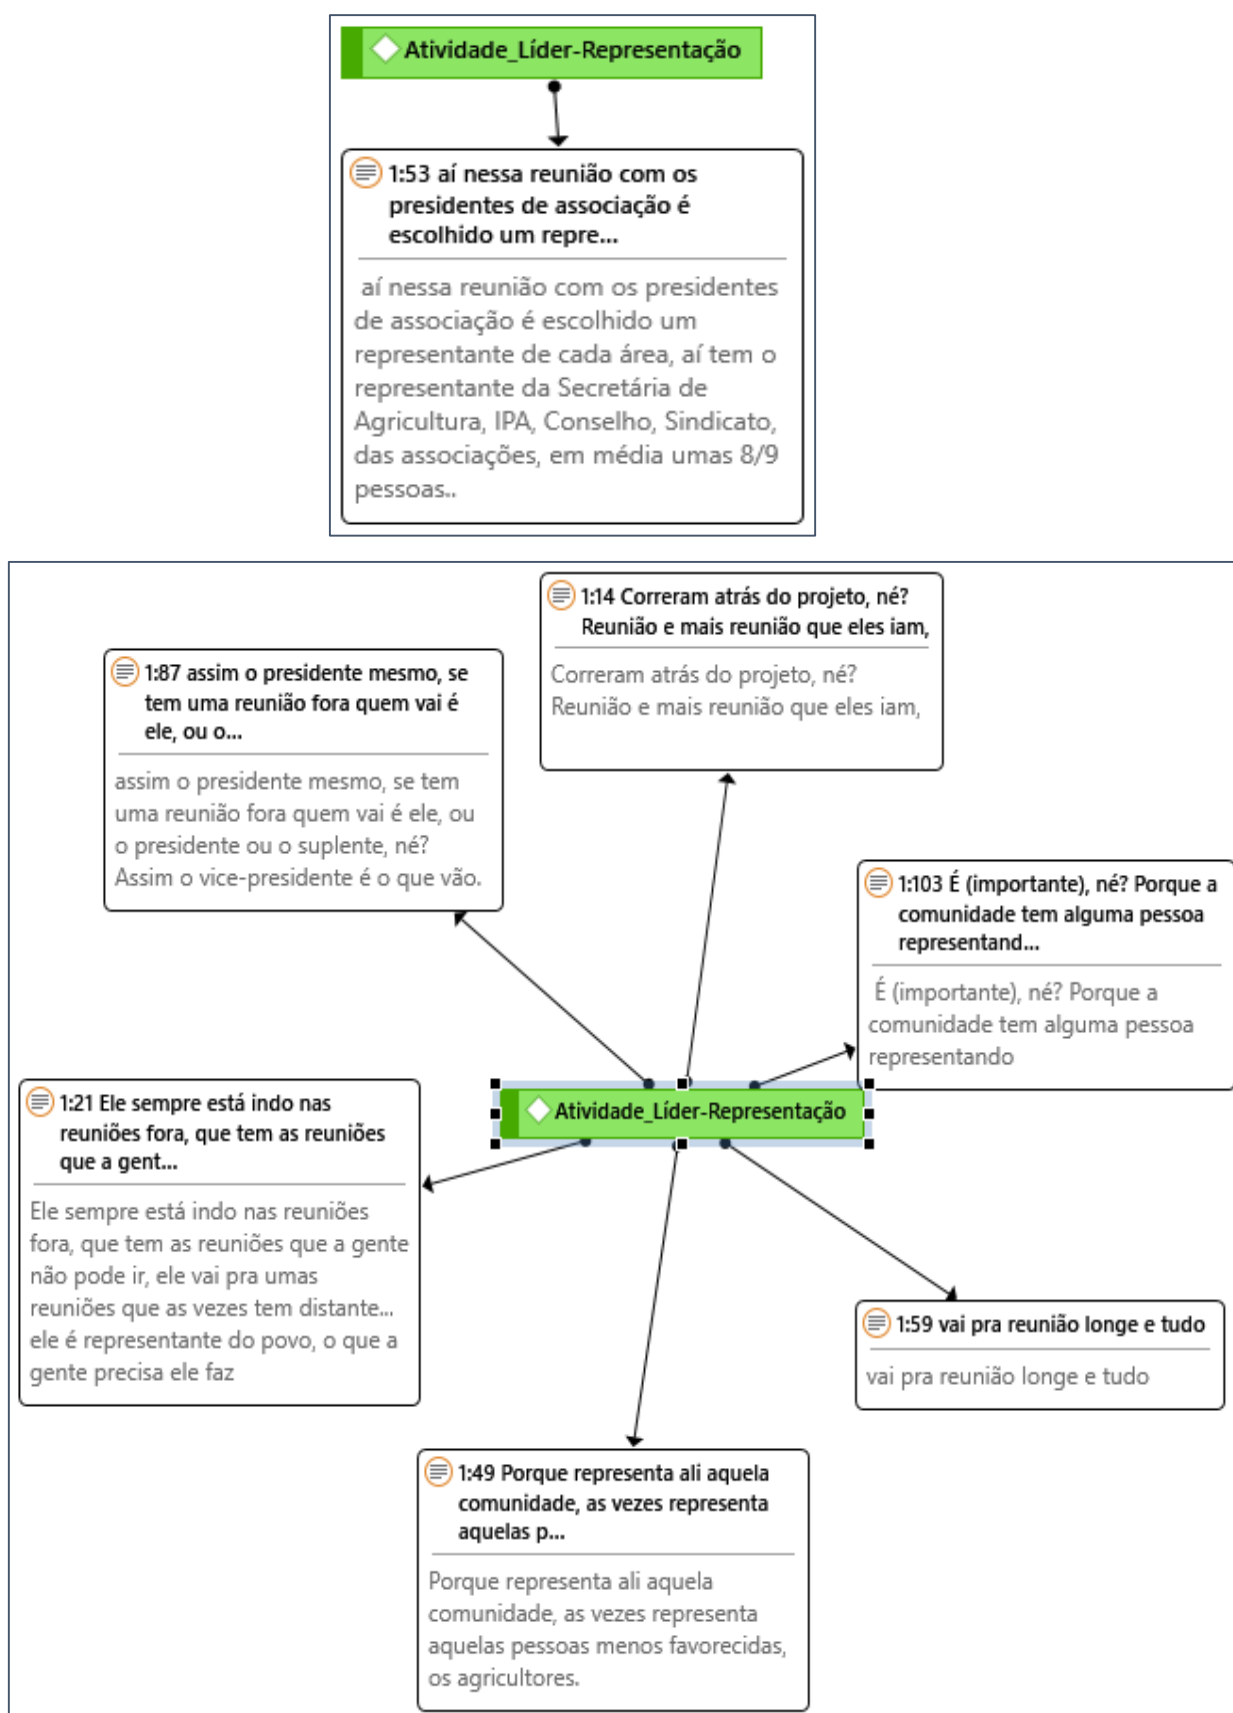 Atividade_Líder-Representação
1:53 aí nessa reunião com os
presidentes de associação é
escolhido um repre...
aí nessa reunião com os presidentes
de associação é escolhido um
representante de cada área, aí tem o
representante da Secretária de
Agricultura, IPA, Conselho, Sindicato,
das associações, em média umas 8/9
pessoas..
1:14 Correram atrás do projeto, né?
Reunião e mais reunião que eles iam,
Correram atrás do projeto, né?
Reunião e mais reunião que eles iam,
1:87 assim o presidente mesmo, se
tem uma reunião fora quem vai é
ele, ou o...
assim o presidente mesmo, se tem
uma reunião fora quem vai é ele, ou
o presidente ou o suplente, né?
Assim o vice-presidente é o que vão.
1:103 É (importante), né? Porque a
comunidade tem alguma pessoa
representand...
É (importante), né? Porque a
comunidade tem alguma pessoa
representando
Atividade_Líder-Representação
1:21 Ele sempre está indo nas
reuniões fora, que tem as reuniões
que a gent...
Ele sempre está indo nas reuniões
fora, que tem as reuniões que a gente
não pode ir, ele vai pra umas
reuniões que as vezes tem distante...
ele é representante do povo, o que a
gente precisa ele faz
1:59 vai pra reunião longe e tudo
vai pra reunião longe e tudo
1:49 Porque representa ali aquela
comunidade, as vezes representa
aquelas p...
Porque representa ali aquela
comunidade, as vezes representa
aquelas pessoas menos favorecidas,
os agricultores.